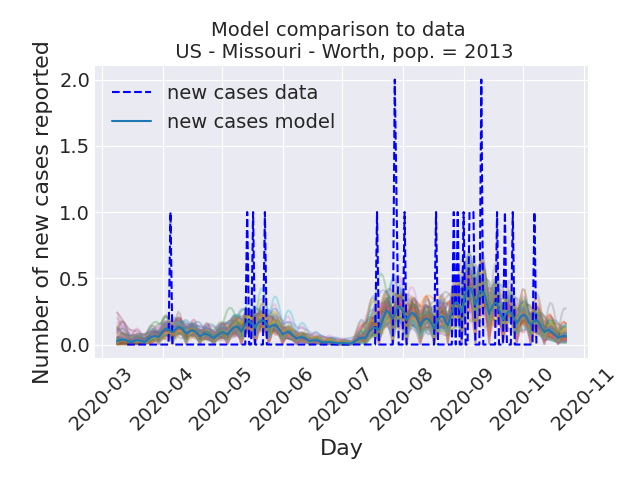 Model comparison to data
US - Missouri - Worth, pop. = 2013
Number of new cases reported
2.0
1.5
1.0
0.5
0.0
new cases data
new cases model
2020-03
2020-04
2020-05
2020-06
2020-07
2020-08
2020-09
2020-10
2020-11
Day